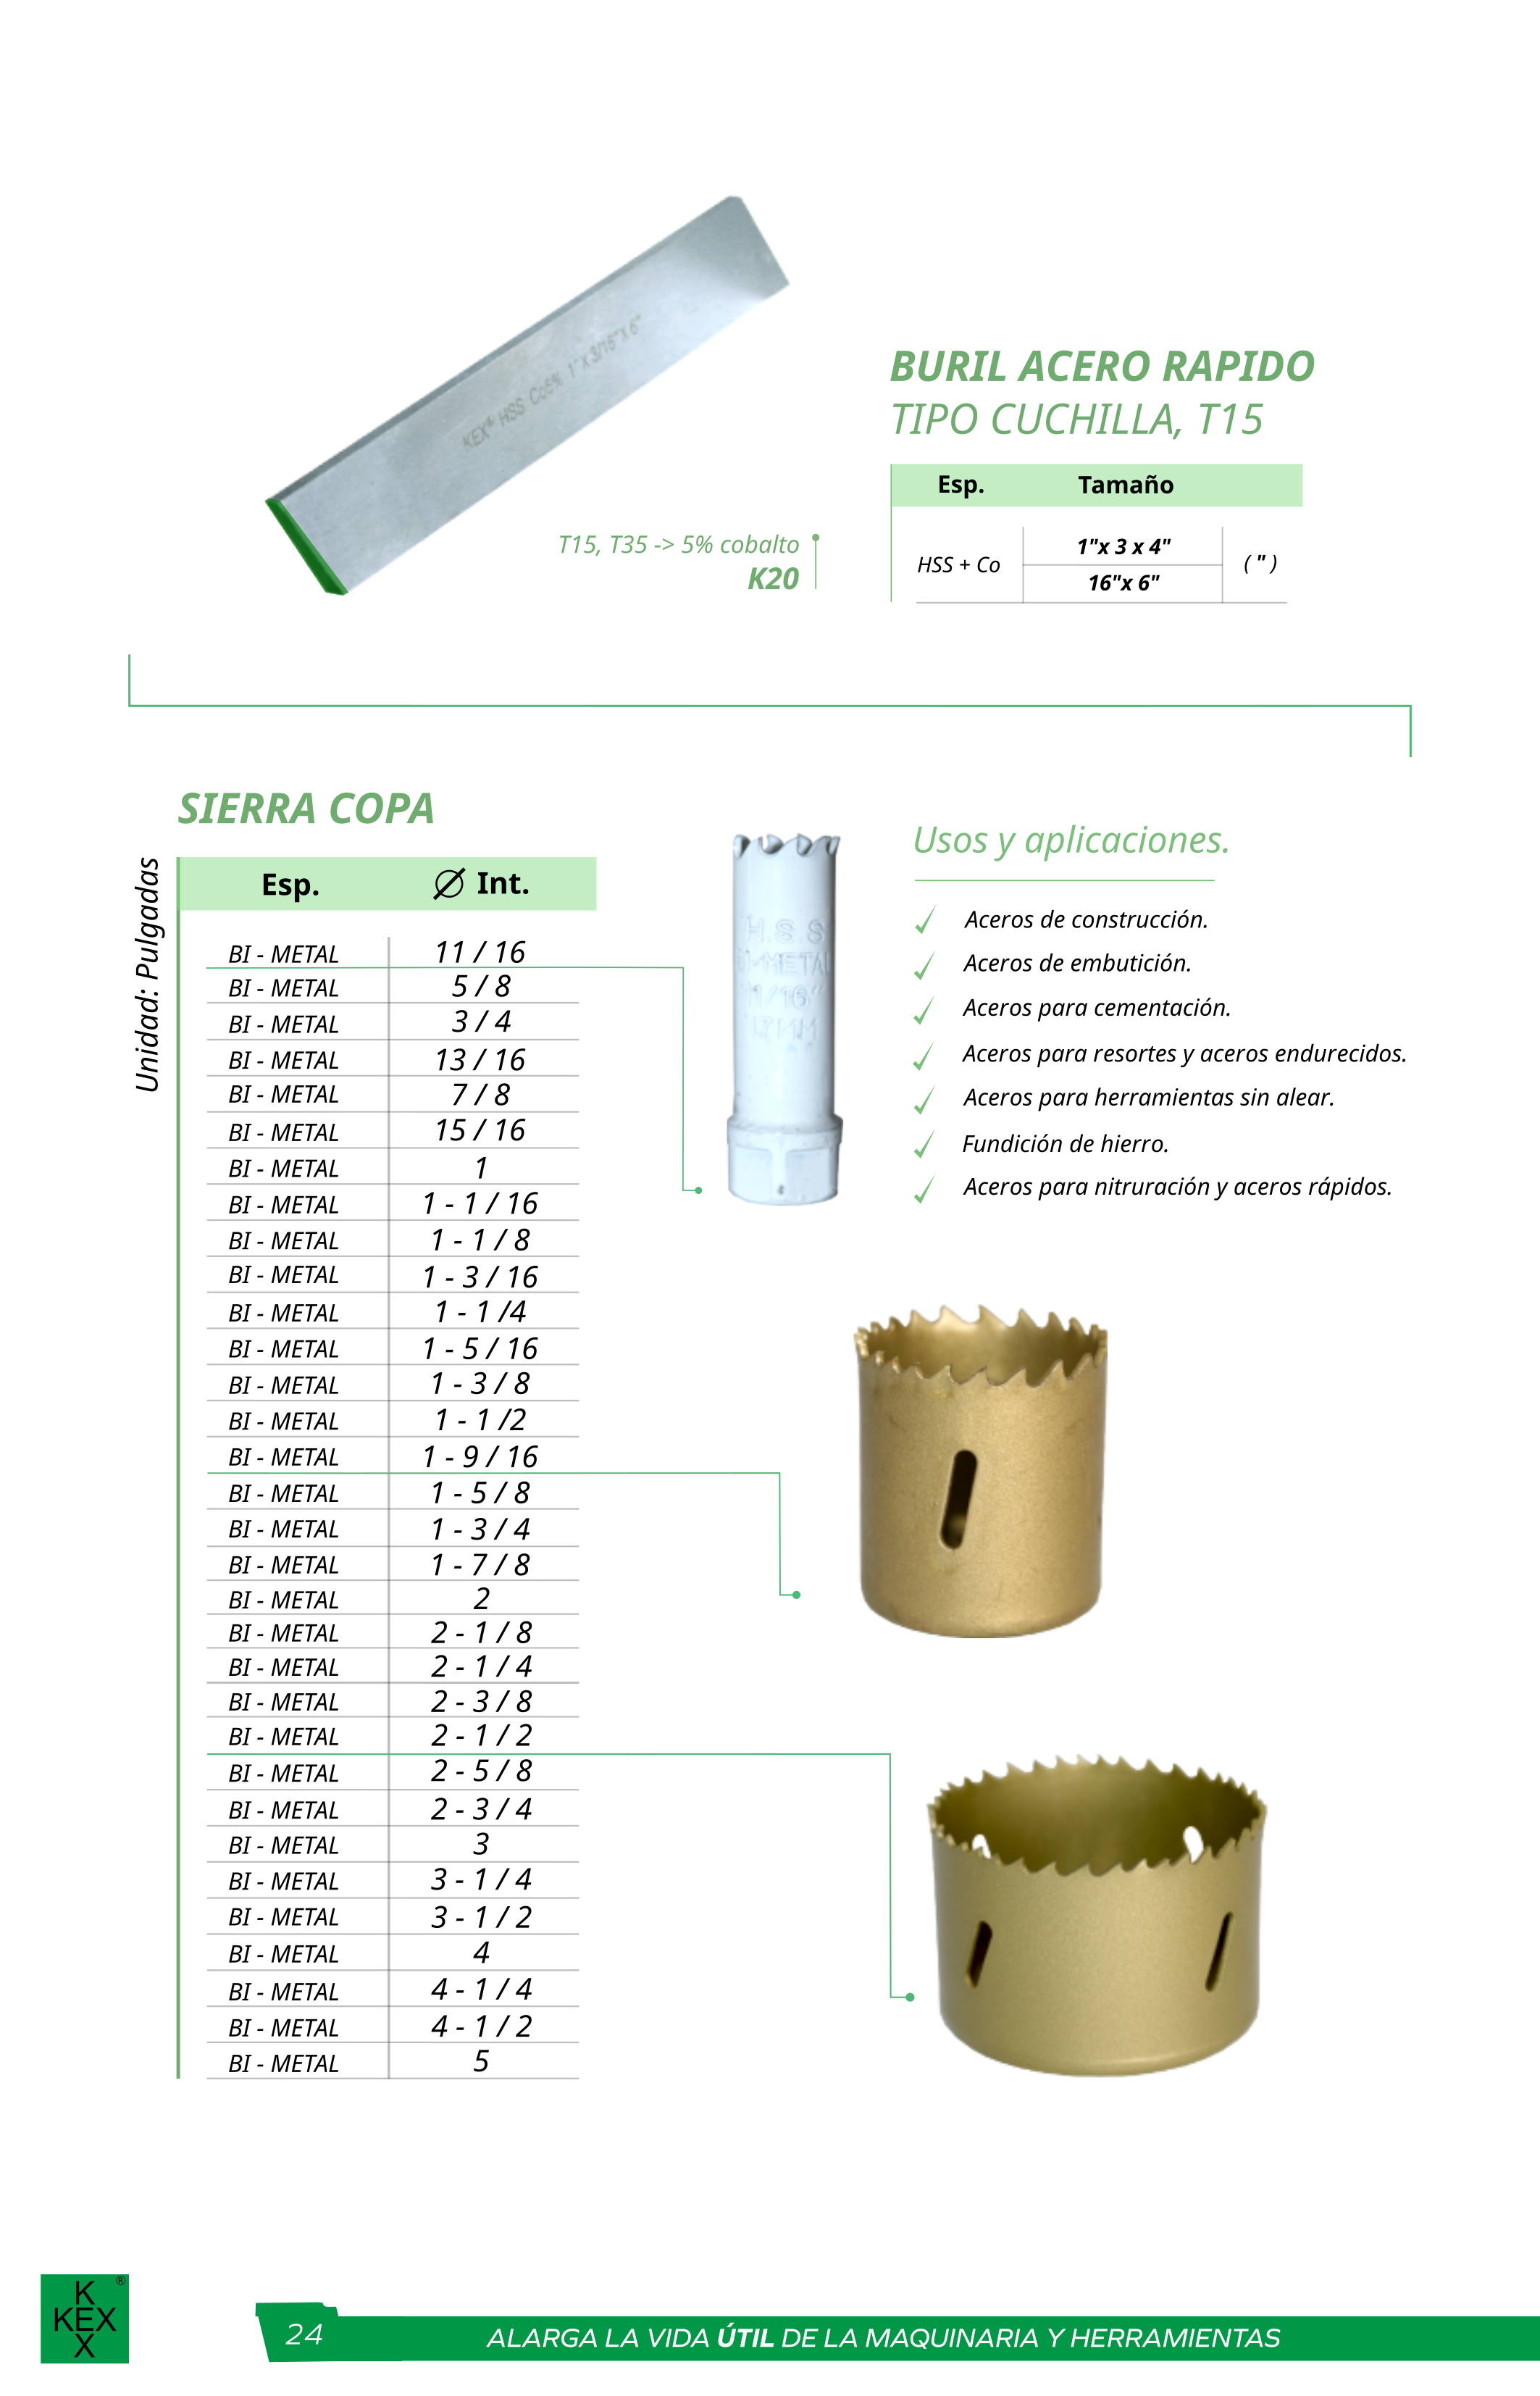 KEX® HSS Co5% 1" X 3/16" X 6"
BURIL ACERO RAPIDO
TIPO CUCHILLA, T15
T15, T35 -> 5% cobalto
K20
Esp. Tamaño
HSS + Co
1"x 3 x 4"
16"x 6"
( " )
SIERRA COPA
Unidad: Pulgadas
Esp. Ø Int.
BI - METAL 11 / 16
BI - METAL 5 / 8
BI - METAL 3 / 4
BI - METAL 13 / 16
BI - METAL 7 / 8
BI - METAL 15 / 16
BI - METAL 1
BI - METAL 1 - 1 / 16
BI - METAL 1 - 1 / 8
BI - METAL 1 - 3 / 16
BI - METAL 1 - 1 /4
BI - METAL 1 - 5 / 16
BI - METAL 1 - 3 / 8
BI - METAL 1 - 1 /2
BI - METAL 1 - 9 / 16
BI - METAL 1 - 5 / 8
BI - METAL 1 - 3 / 4
BI - METAL 1 - 7 / 8
BI - METAL 2
BI - METAL 2 - 1 / 8
BI - METAL 2 - 1 / 4
BI - METAL 2 - 3 / 8
BI - METAL 2 - 1 / 2
BI - METAL 2 - 5 / 8
BI - METAL 2 - 3 / 4
BI - METAL 3
BI - METAL 3 - 1 / 4
BI - METAL 3 - 1 / 2
BI - METAL 4
BI - METAL 4 - 1 / 4
BI - METAL 4 - 1 / 2
BI - METAL 5
H.S.S
BI-METAL
11/16"
17MM
Usos y aplicaciones.
Aceros de construcción.
Aceros de embutición.
Aceros para cementación.
Aceros para resortes y aceros endurecidos.
Aceros para herramientas sin alear.
Fundición de hierro.
Aceros para nitruración y aceros rápidos.
K ®
KEX
X
24
ALARGA LA VIDA ÚTIL DE LA MAQUINARIA Y HERRAMIENTAS